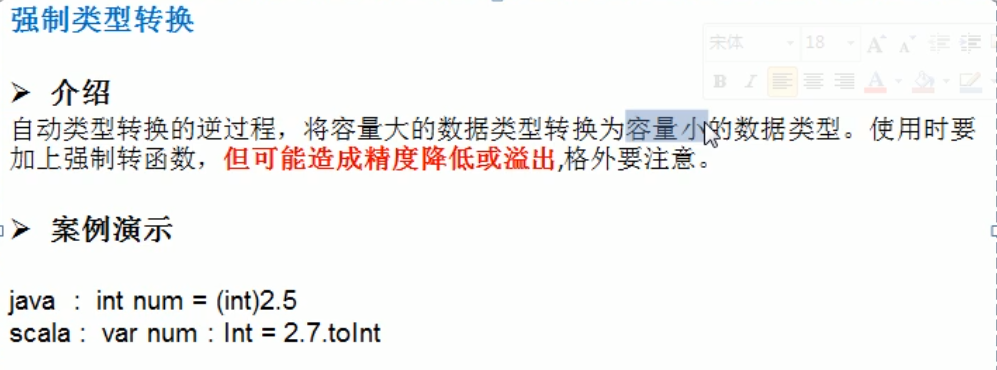 强制类型转换
宋体 18 A A
➢ 介绍
B I A
自动类型转换的逆过程，将容量大的数据类型转换为容量小的数据类型。使用时要
加上强制转函数，但可能造成精度降低或溢出,格外要注意。
➢ 案例演示
java : int num = (int)2.5
scala : var num : Int = 2.7.toInt